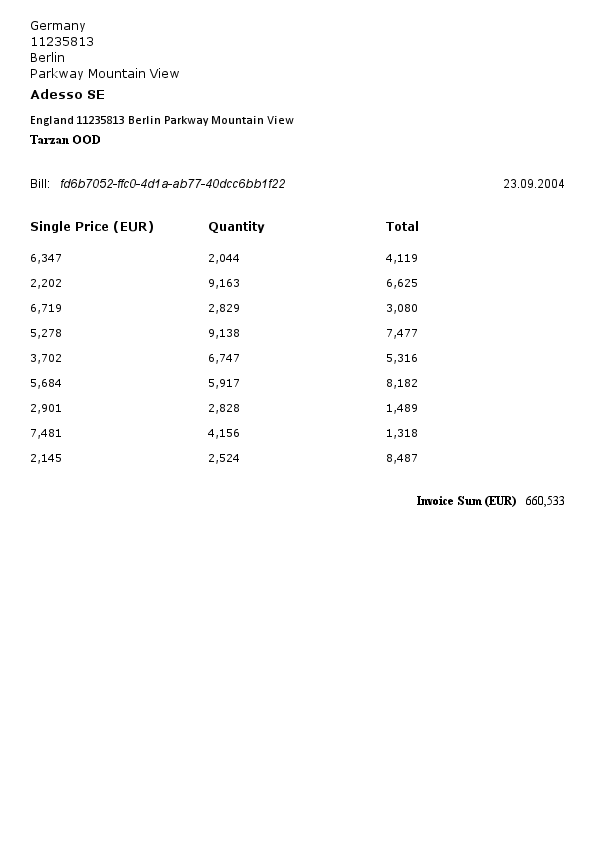 Germany
11235813
Berlin
Parkway Mountain View
Adesso SE
England 11235813 Berlin Parkway Mountain View
Tarzan OOD
Bill: fd6b7052-ffc0-4d1a-ab77-40dcc6bb1f22 23.09.2004
Single Price (EUR) Quantity Total
6,347 2,044 4,119
2,202 9,163 6,625
6,719 2,829 3,080
5,278 9,138 7,477
3,702 6,747 5,316
5,684 5,917 8,182
2,901 2,828 1,489
7,481 4,156 1,318
2,145 2,524 8,487
Invoice Sum (EUR) 660,533